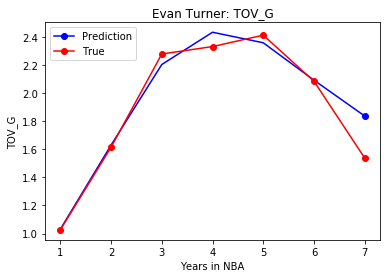 Evan Turner: TOV_G
Prediction
True
TOV_G
2.4
2.2
2.0
1.8
1.6
1.4
1.2
1.0
1 2 3 4 5 6 7
Years in NBA